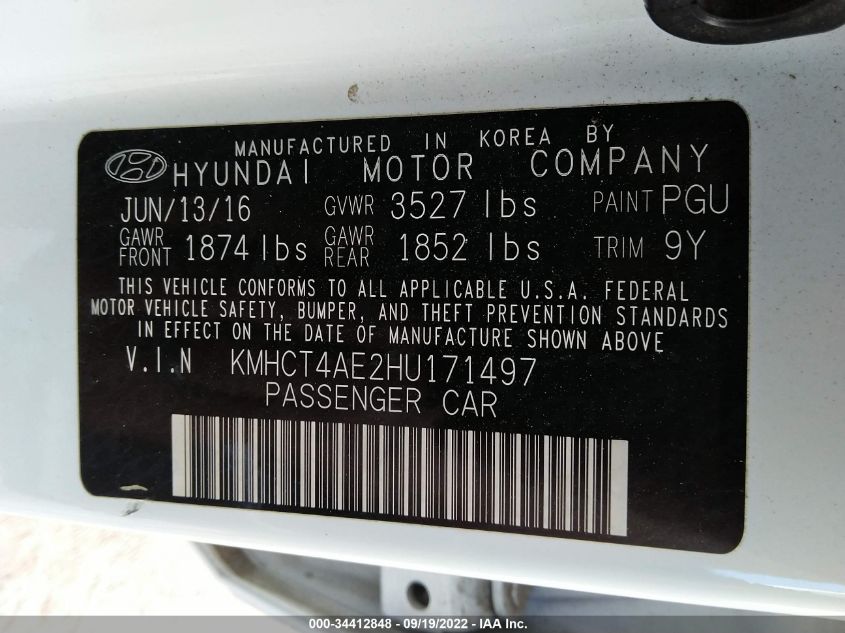 MANUFACTURED IN KOREA BY
HYUNDAI MOTOR COMPANY
JUN/13/16 GVWR 3527 lbs PAINT PGU
GAWR FRONT 1874 lbs GAWR REAR 1852 lbs TRIM 9Y
THIS VEHICLE CONFORMS TO ALL APPLICABLE U.S.A. FEDERAL
MOTOR VEHICLE SAFETY, BUMPER, AND THEFT PREVENTION STANDARDS
IN EFFECT ON THE DATE OF MANUFACTURE SHOWN ABOVE
V.I.N KMHCT4AE2HU171497
PASSENGER CAR
000-34412848 - 09/19/2022 - IAA Inc.